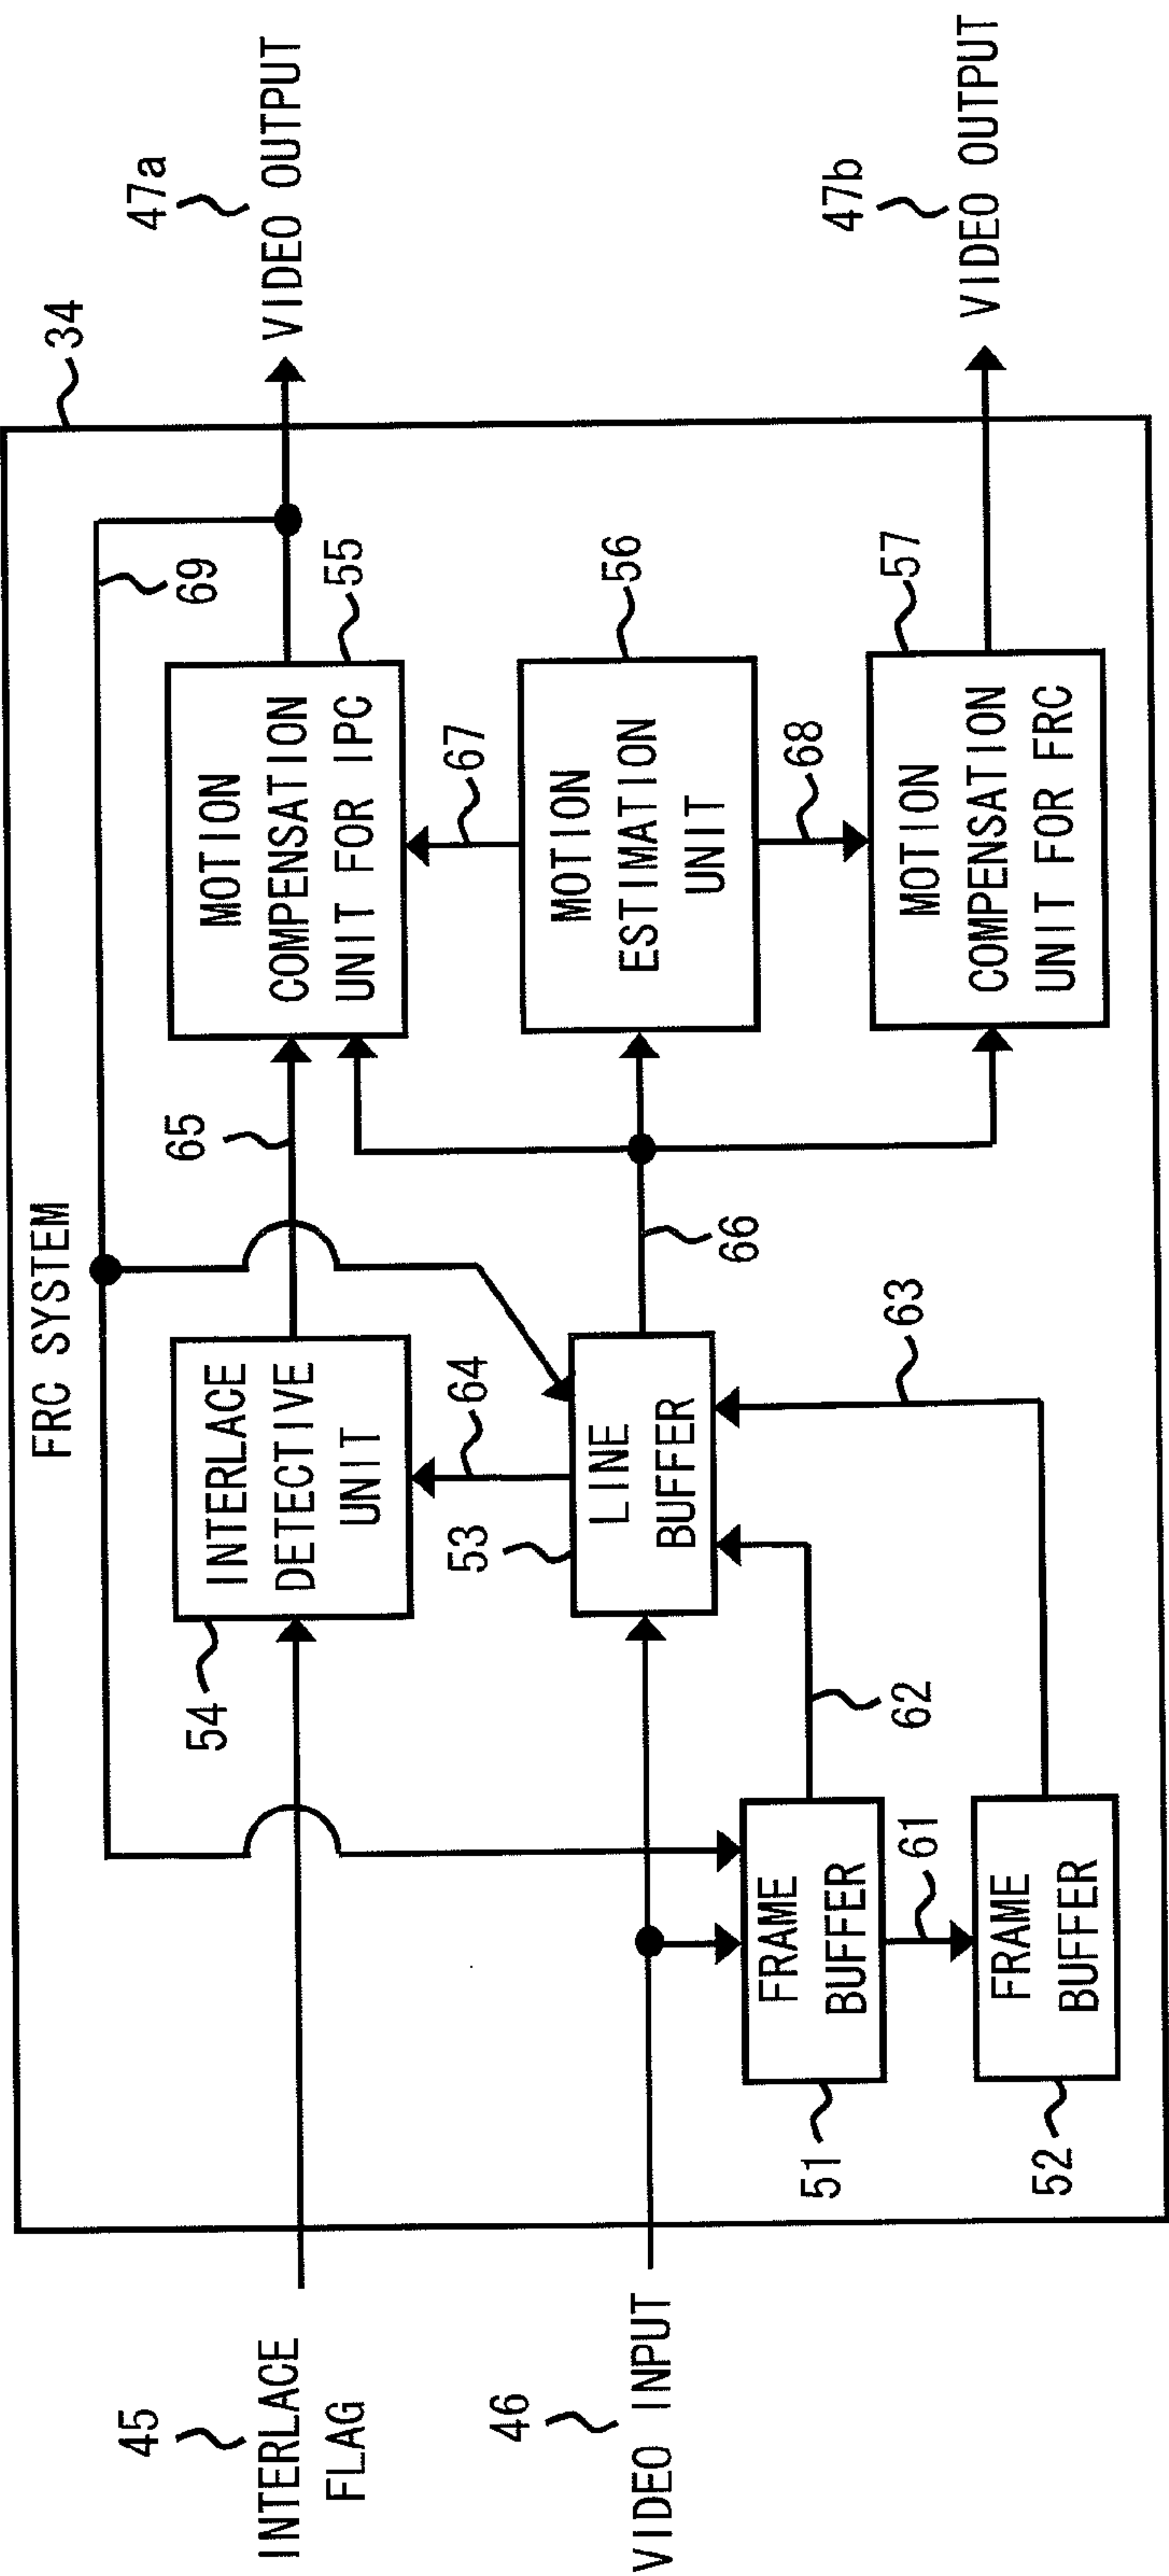 FRC SYSTEM
34
45
INTERLACE
FLAG
54
INTERLACE
DETECTIVE
UNIT
65
69
MOTION
COMPENSATION
UNIT FOR IPC
55
47a
VIDEO OUTPUT
64
67
46
VIDEO INPUT
53
LINE
BUFFER
66
MOTION
ESTIMATION
UNIT
56
51
FRAME
BUFFER
62
61
63
68
52
FRAME
BUFFER
MOTION
COMPENSATION
UNIT FOR FRC
57
47b
VIDEO OUTPUT